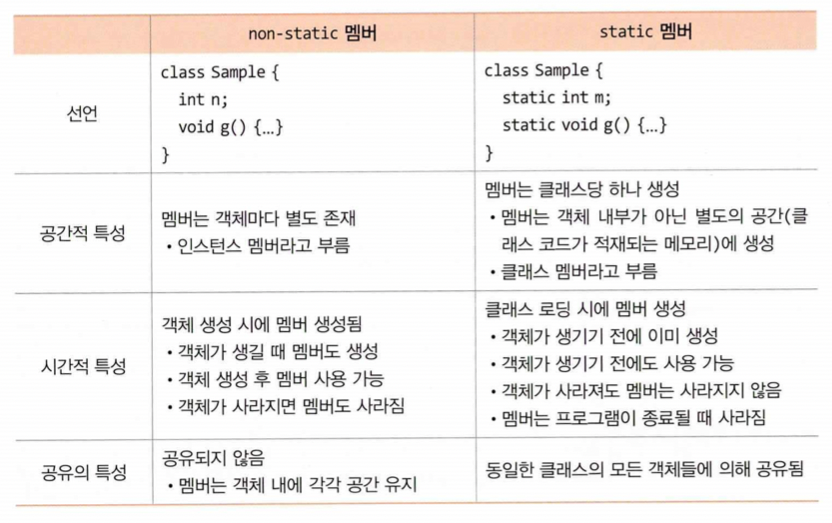 non-static 멤버
static 멤버
선언
class Sample {
int n;
void g() {…}
}
class Sample {
static int m;
static void g() {…}
}
공간적 특성
멤버는 객체마다 별도 존재
• 인스턴스 멤버라고 부름
멤버는 클래스당 하나 생성
• 멤버는 객체 내부가 아닌 별도의 공간(클
래스 코드가 적재되는 메모리)에 생성
• 클래스 멤버라고 부름
시간적 특성
객체 생성 시에 멤버 생성됨
• 객체가 생길 때 멤버도 생성
• 객체 생성 후 멤버 사용 가능
• 객체가 사라지면 멤버도 사라짐
클래스 로딩 시에 멤버 생성
• 객체가 생기기 전에 이미 생성
• 객체가 생기기 전에도 사용 가능
• 객체가 사라져도 멤버는 사라지지 않음
• 멤버는 프로그램이 종료될 때 사라짐
공유의 특성
공유되지 않음
• 멤버는 객체 내에 각각 공간 유지
동일한 클래스의 모든 객체들에 의해 공유됨